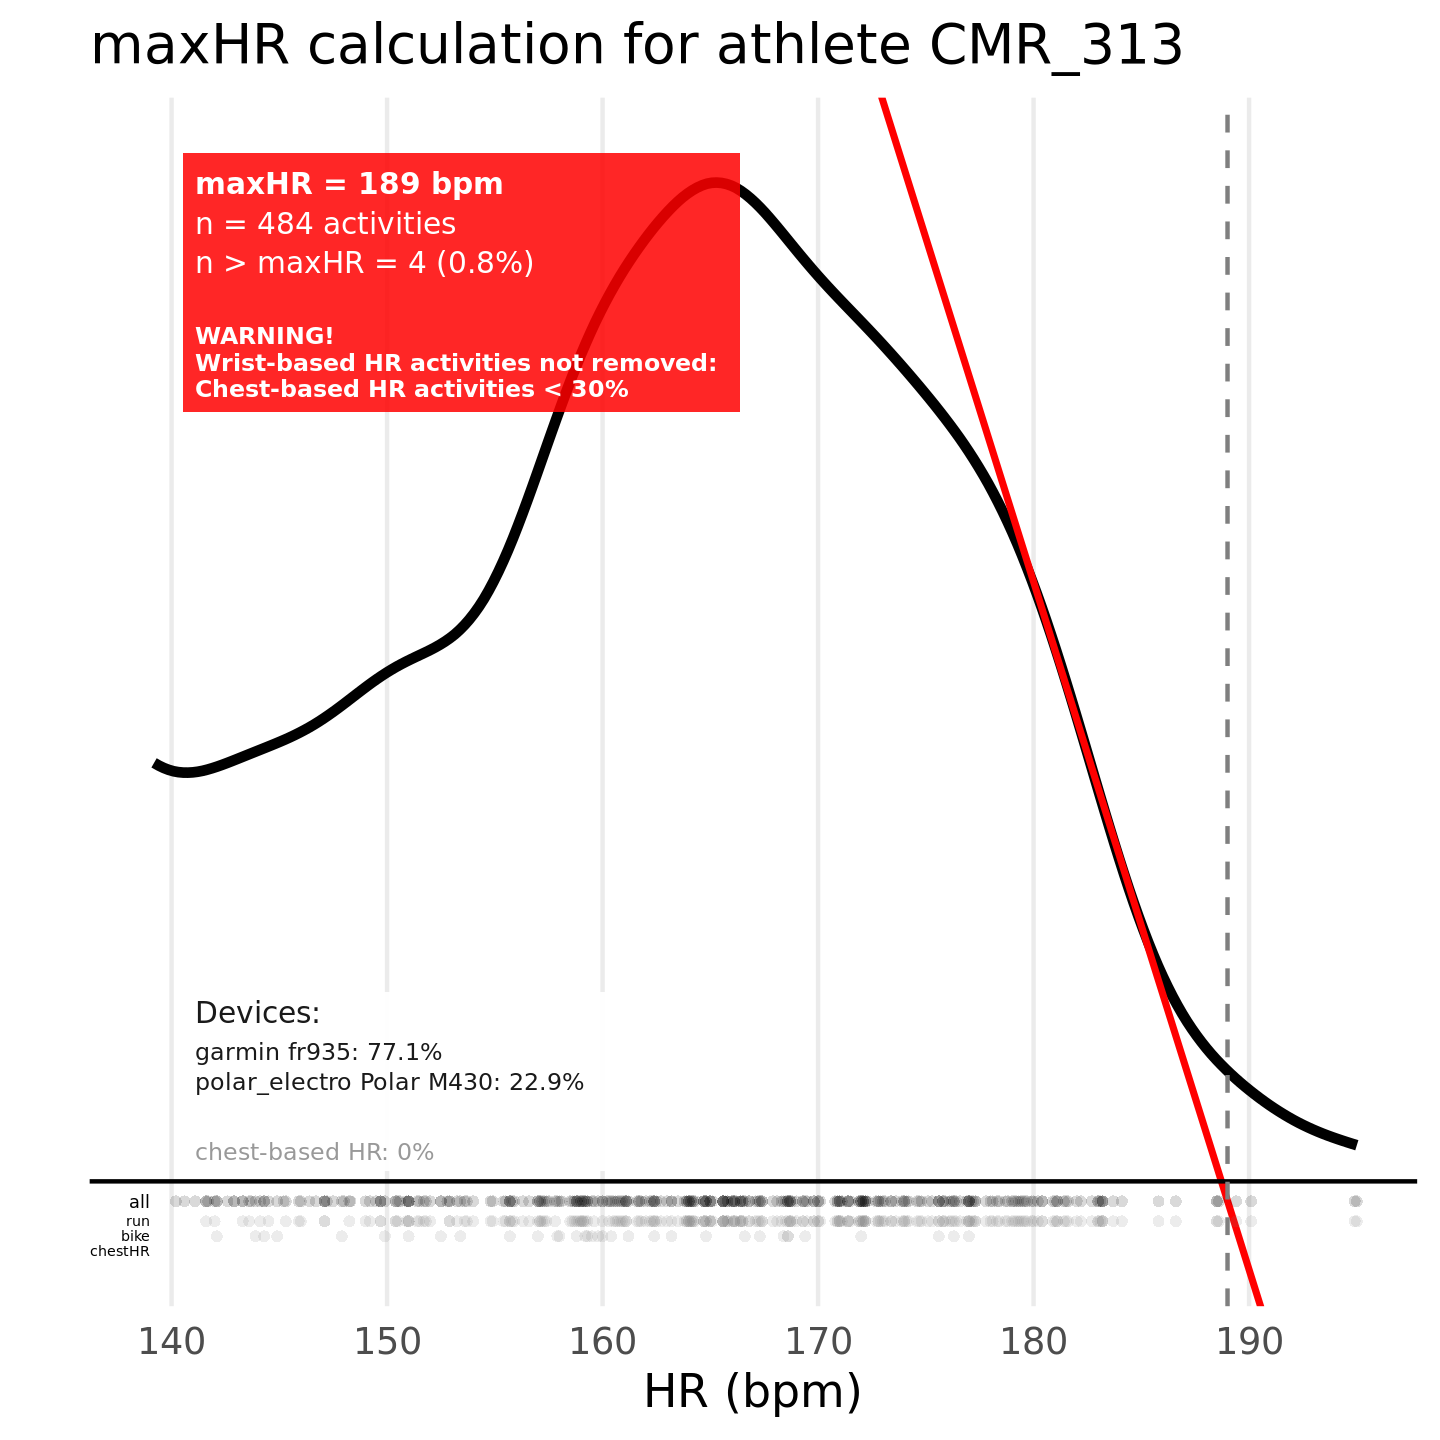 maxHR calculation for athlete CMR_313
maxHR = 189 bpm
n = 484 activities
n > maxHR = 4 (0.8%)
WARNING!
Wrist-based HR activities not removed:
Chest-based HR activities < 30%
Devices:
garmin fr935: 77.1%
polar_electro Polar M430: 22.9%
chest-based HR: 0%
all
run
bike
chestHR
140 150 160 170 180 190
HR (bpm)